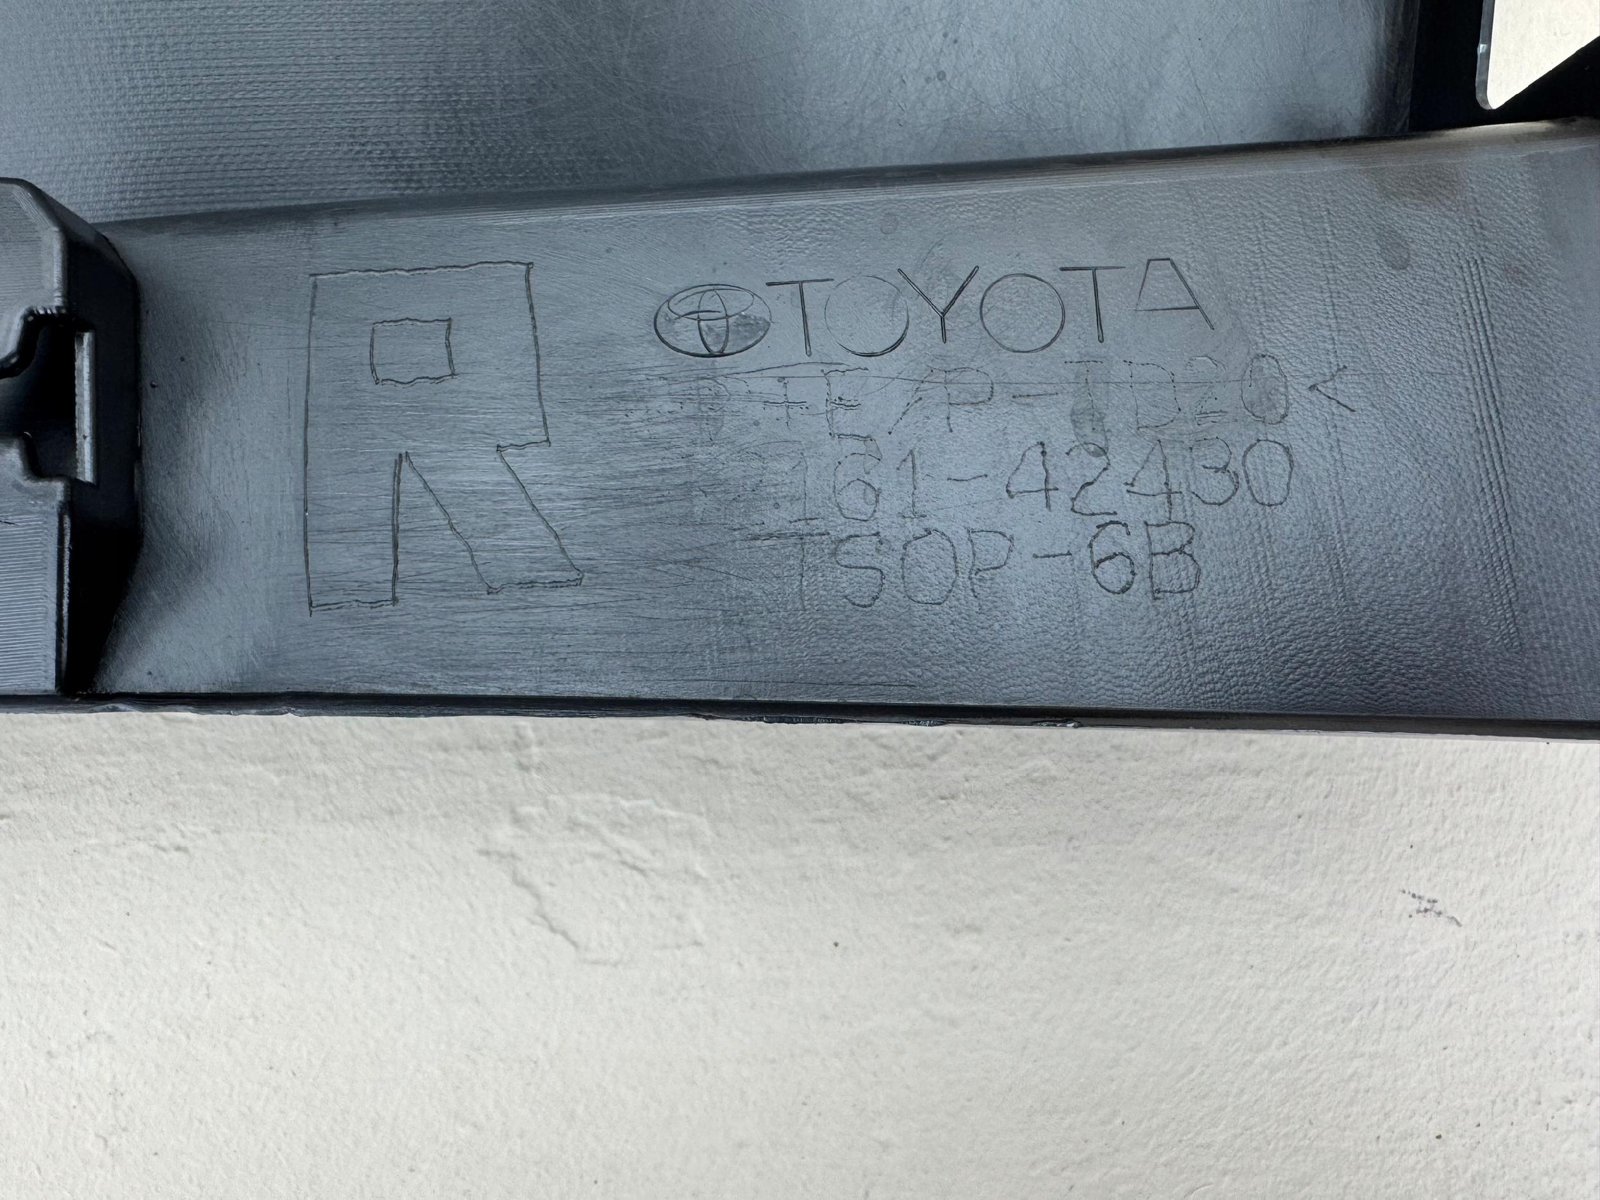 R
TOYOTA
P+E/P-TD20<
161-42430
TSOP-6B